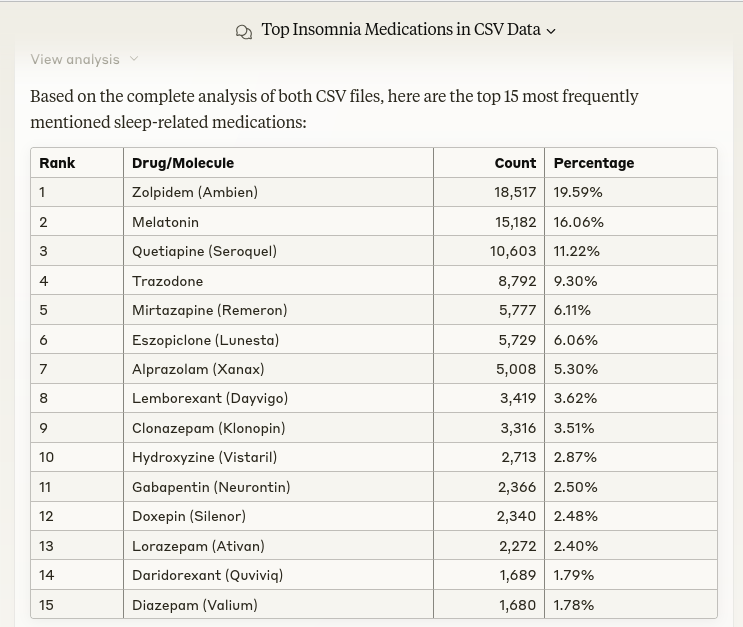 Top Insomnia Medications in CSV Data
View analysis
Based on the complete analysis of both CSV files, here are the top 15 most frequently
mentioned sleep-related medications:
Rank Drug/Molecule Count Percentage
1 Zolpidem (Ambien) 18,517 19.59%
2 Melatonin 15,182 16.06%
3 Quetiapine (Seroquel) 10,603 11.22%
4 Trazodone 8,792 9.30%
5 Mirtazapine (Remeron) 5,777 6.11%
6 Eszopiclone (Lunesta) 5,729 6.06%
7 Alprazolam (Xanax) 5,008 5.30%
8 Lemborexant (Dayvigo) 3,419 3.62%
9 Clonazepam (Klonopin) 3,316 3.51%
10 Hydroxyzine (Vistaril) 2,713 2.87%
11 Gabapentin (Neurontin) 2,366 2.50%
12 Doxepin (Silenor) 2,340 2.48%
13 Lorazepam (Ativan) 2,272 2.40%
14 Daridorexant (Quviviq) 1,689 1.79%
15 Diazepam (Valium) 1,680 1.78%